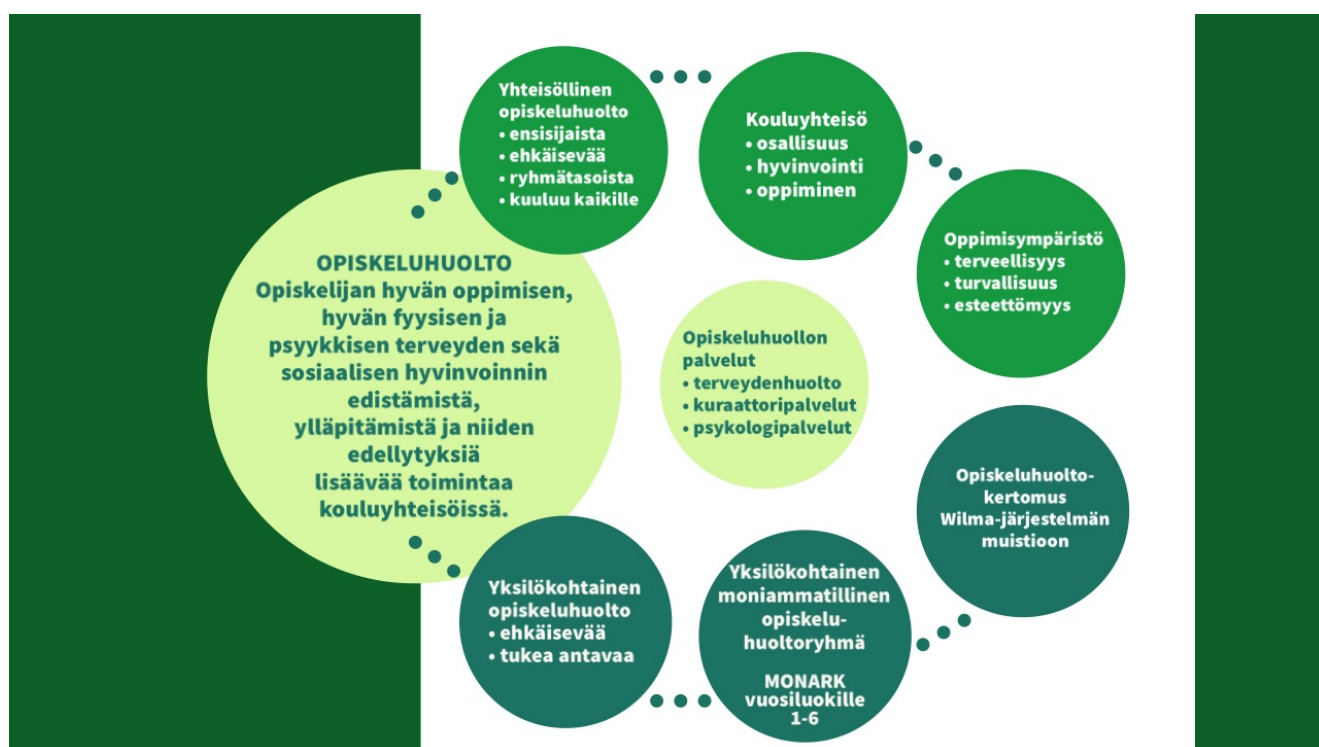 OPISKELUHUOLTO
Opiskelijan hyvän oppimisen,
hyvän fyysisen ja
psyykkisen terveyden sekä
sosiaalisen hyvinvoinnin
edistämistä,
ylläpitämistä ja niiden
edellytyksiä
lisäävää toimintaa
kouluyhteisöissä.
Yhteisöllinen
opiskeluhuolto
• ensisijaista
• ehkäisevää
• ryhmätasoista
• kuuluu kaikille
Kouluyhteisö
• osallisuus
• hyvinvointi
• oppiminen
Oppimisympäristö
• terveellisyys
• turvallisuus
• esteettömyys
Opiskeluhuollon
palvelut
• terveydenhuolto
• kuraattoripalvelut
• psykologipalvelut
Yksilökohtainen
opiskeluhuolto
• ehkäisevää
• tukea antavaa
Yksilökohtainen
moniammatillinen
opiskelu-
huoltoryhmä
MONARK
vuosiluokille
1-6
Opiskeluhuolto-
kertomus
Wilma-järjestelmän
muistioon